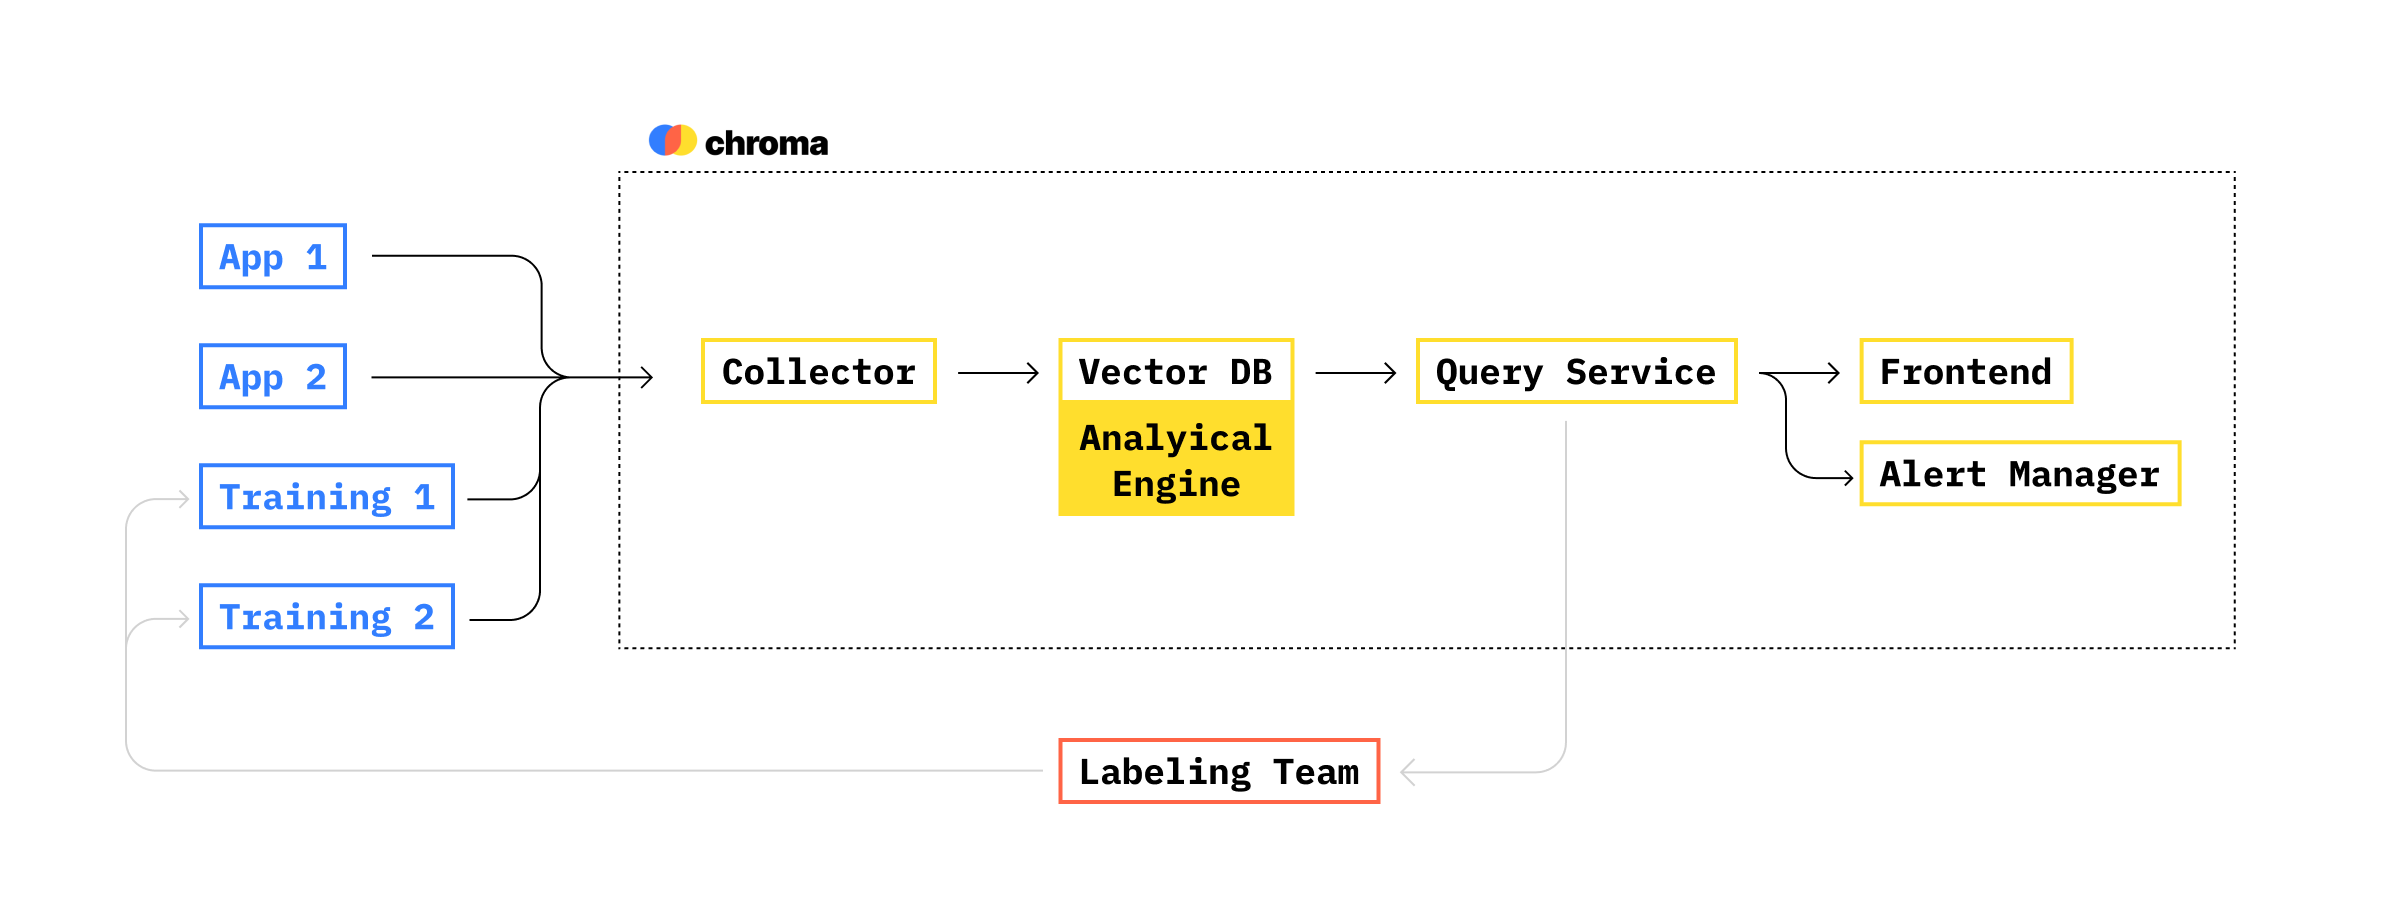 chroma
App 1
App 2
Training 1
Training 2
Collector
Vector DB
Analyical
Engine
Query Service
Frontend
Alert Manager
Labeling Team